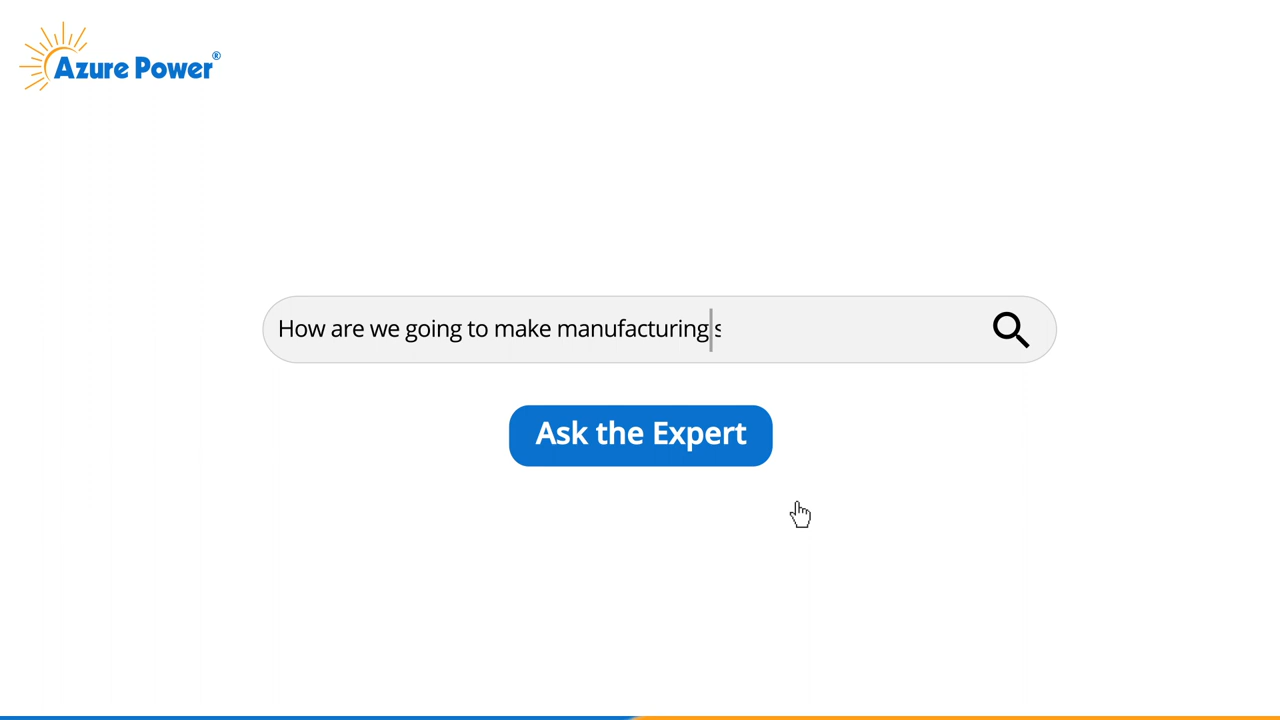 Azure Power®
How are we going to make manufacturing s
Ask the Expert